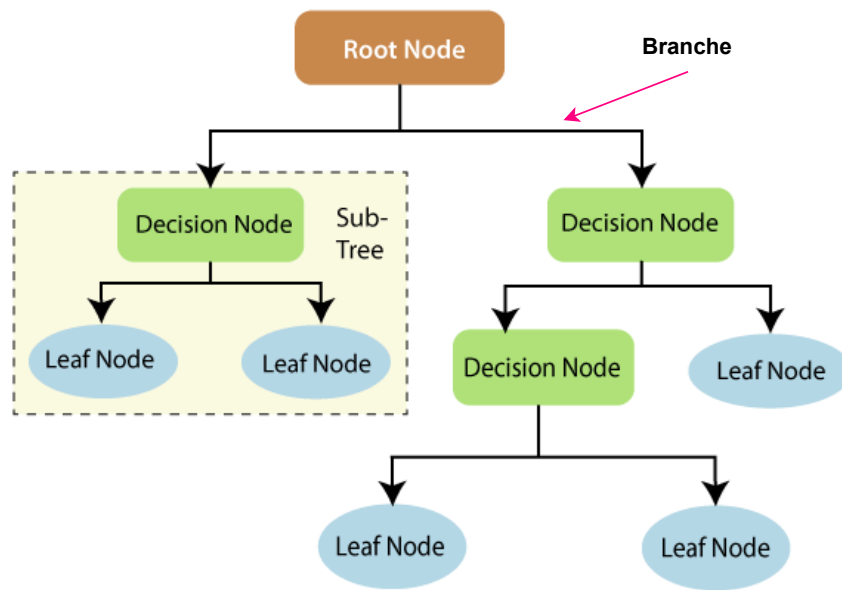 Root Node
Branche
Decision Node
Sub-
Tree
Decision Node
Leaf Node
Leaf Node
Decision Node
Leaf Node
Leaf Node
Leaf Node